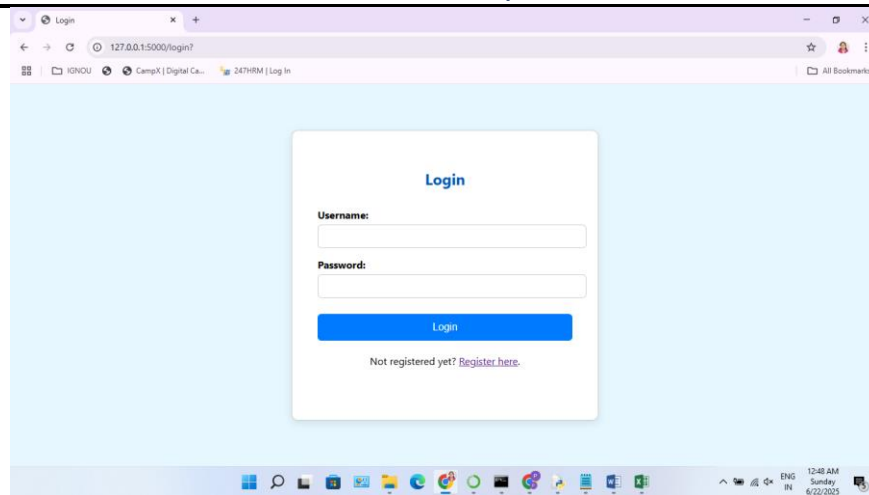 Login
127.0.0.1:5000/login?
IGNOU
CampX | Digital Ca...
247HRM | Log In
All Bookmarks
Login
Username:
Password:
Login
Not registered yet? Register here.
ENG
IN
12:48 AM
Sunday
6/22/2025